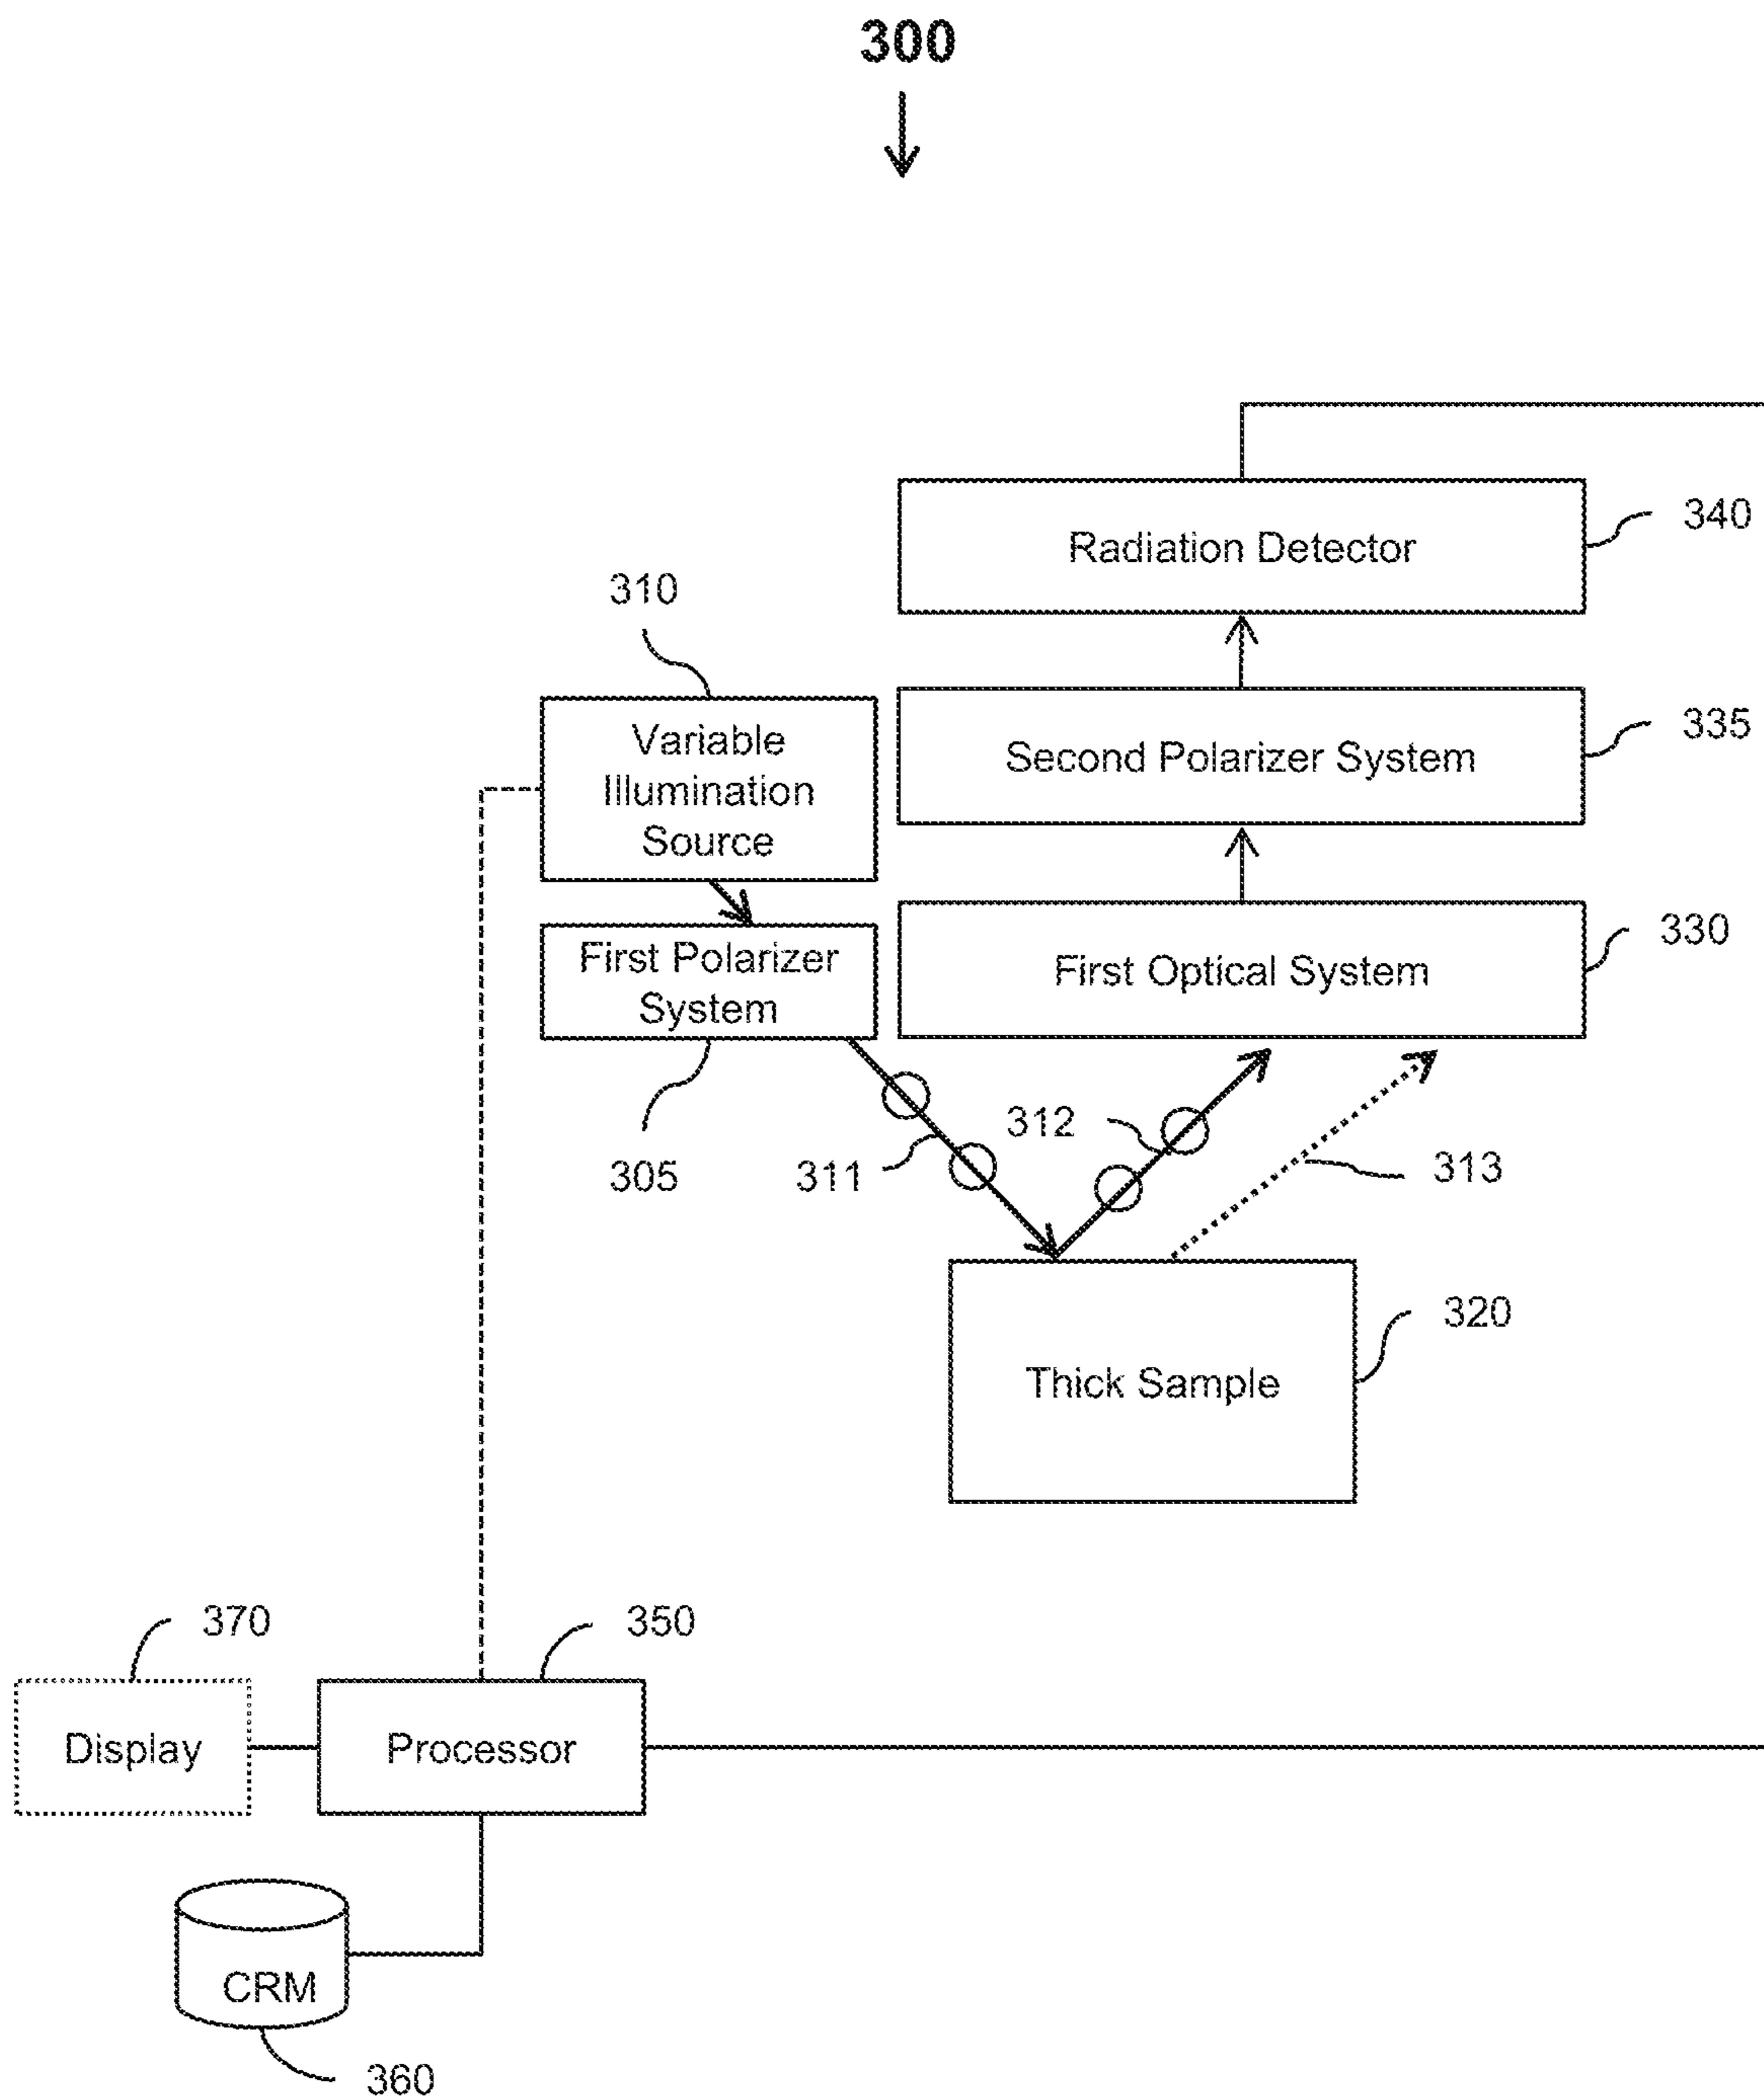 300
340
Radiation Detector
310
335
Variable
Illumination
Source
Second Polarizer System
330
First Polarizer
System
First Optical System
312
305
311
313
320
Thick Sample
370
350
Display
Processor
CRM
360